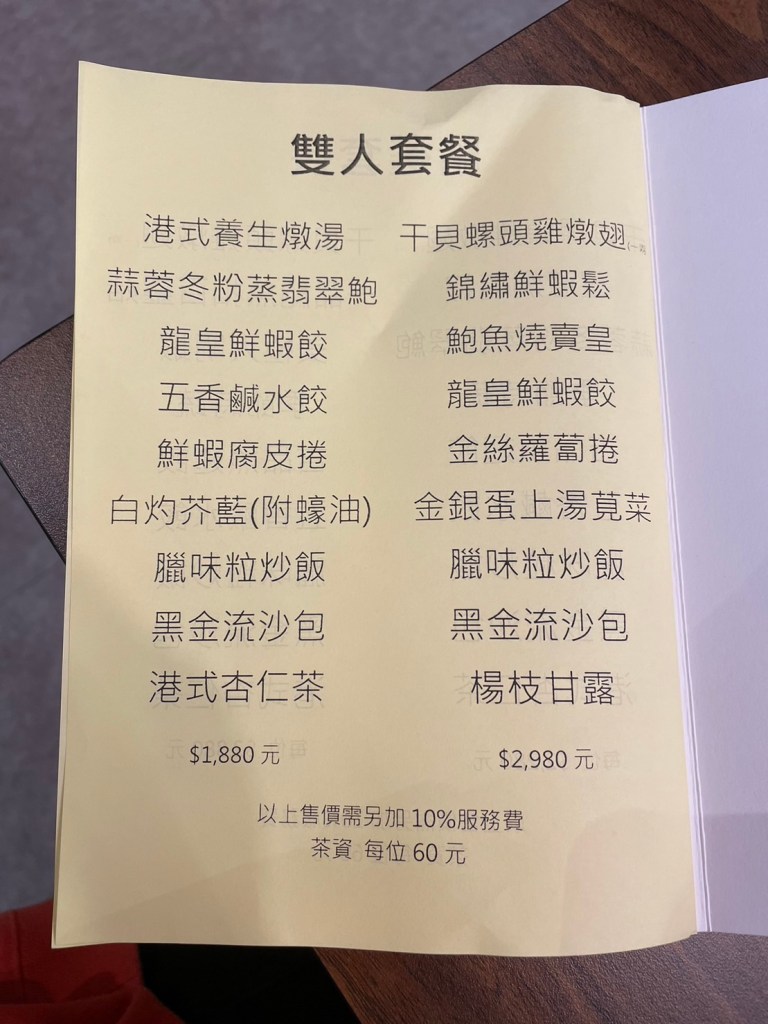 雙人套餐
港式養生燉湯
蒜蓉冬粉蒸翡翠鮑
龍皇鮮蝦餃
五香鹹水餃
鮮蝦腐皮捲
白灼芥藍(附蠔油)
臘味粒炒飯
黑金流沙包
港式杏仁茶
$1,880 元
干貝螺頭雞燉翅
錦繡鮮蝦鬆
鮑魚燒賣皇
龍皇鮮蝦餃
金絲蘿蔔捲
金銀蛋上湯莧菜
臘味粒炒飯
黑金流沙包
楊枝甘露
$2,980 元
以上售價需另加 10%服務費
茶資 每位 60 元